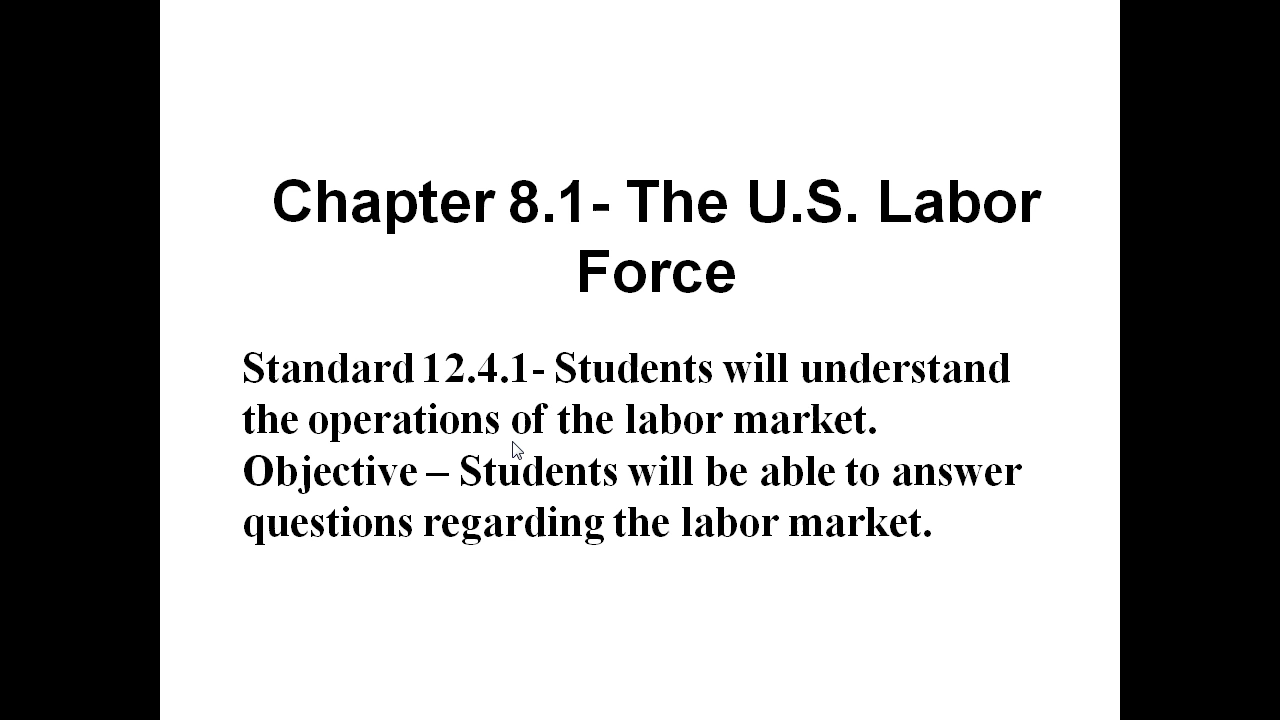 Chapter 8.1- The U.S. Labor
Force
Standard 12.4.1- Students will understand
the operations of the labor market.
Objective – Students will be able to answer
questions regarding the labor market.